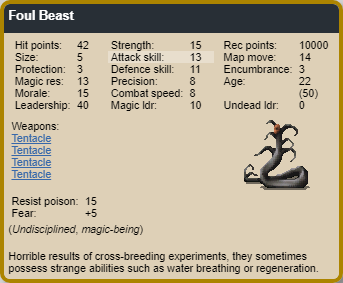 Foul Beast
Hit points: 42 Strength: 15 Rec points: 10000
Size: 5 Attack skill: 13 Map move: 14
Protection: 3 Defence skill: 11 Encumbrance: 3
Magic res: 13 Precision: 8 Age: 22
Morale: 15 Combat speed: 8 (50)
Leadership: 40 Magic ldr: 10 Undead ldr: 0
Weapons:
Tentacle
Tentacle
Tentacle
Tentacle
Resist poison: 15
Fear: +5
(Undisciplined, magic-being)
Horrible results of cross-breeding experiments, they sometimes
possess strange abilities such as water breathing or regeneration.